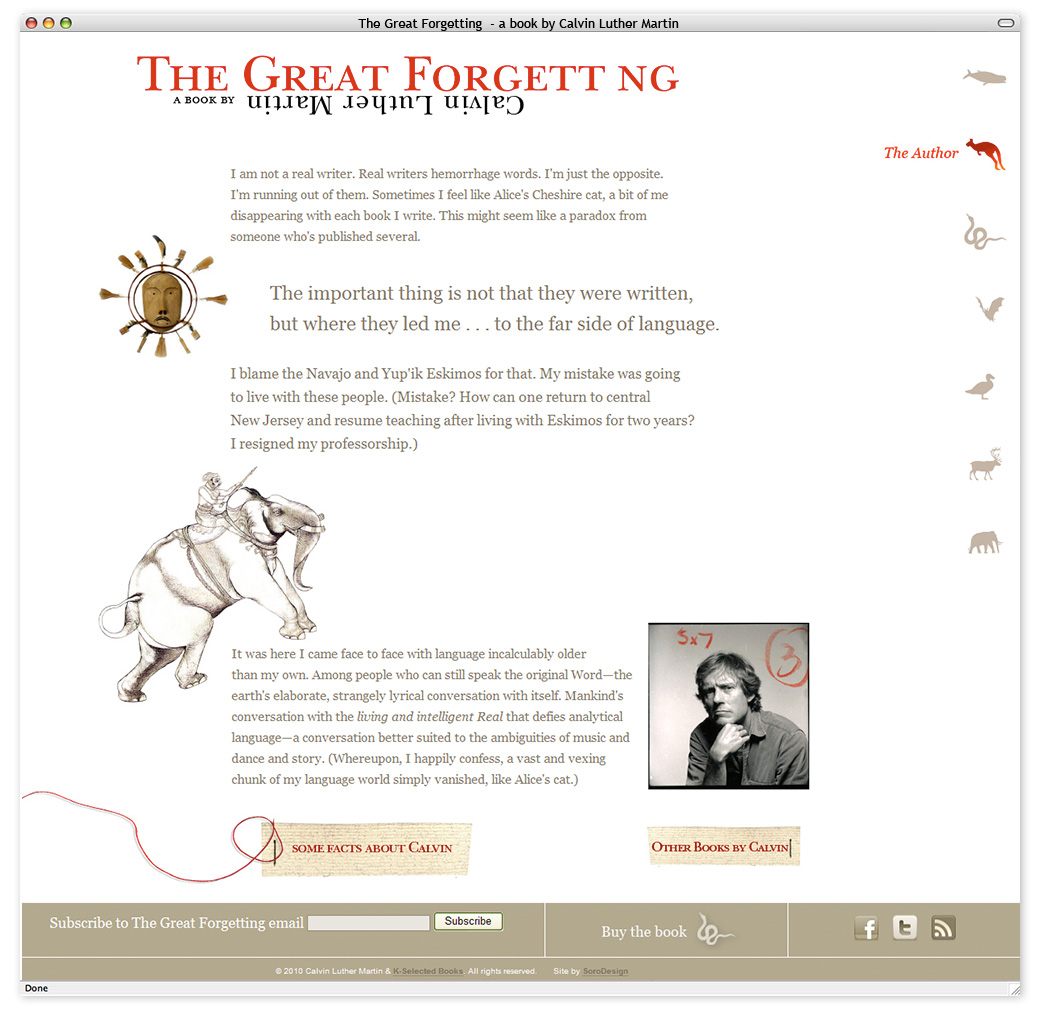 The Great Forgetting - a book by Calvin Luther Martin
The Great Forgett ng
a book by Calvin Luther Martin
The Author
I am not a real writer. Real writers hemorrhage words. I'm just the opposite.
I'm running out of them. Sometimes I feel like Alice's Cheshire cat, a bit of me
disappearing with each book I write. This might seem like a paradox from
someone who's published several.
The important thing is not that they were written,
but where they led me . . . to the far side of language.
I blame the Navajo and Yup'ik Eskimos for that. My mistake was going
to live with these people. (Mistake? How can one return to central
New Jersey and resume teaching after living with Eskimos for two years?
I resigned my professorship.)
5x7
3
It was here I came face to face with language incalculably older
than my own. Among people who can still speak the original Word—the
earth's elaborate, strangely lyrical conversation with itself. Mankind's
conversation with the living and intelligent Real that defies analytical
language—a conversation better suited to the ambiguities of music and
dance and story. (Whereupon, I happily confess, a vast and vexing
chunk of my language world simply vanished, like Alice's cat.)
some facts about Calvin
Other Books by Calvin
Subscribe to The Great Forgetting email Subscribe
Buy the book
f t
© 2010 Calvin Luther Martin & K-Selected Books. All rights reserved. Site by SoroDesign
Done